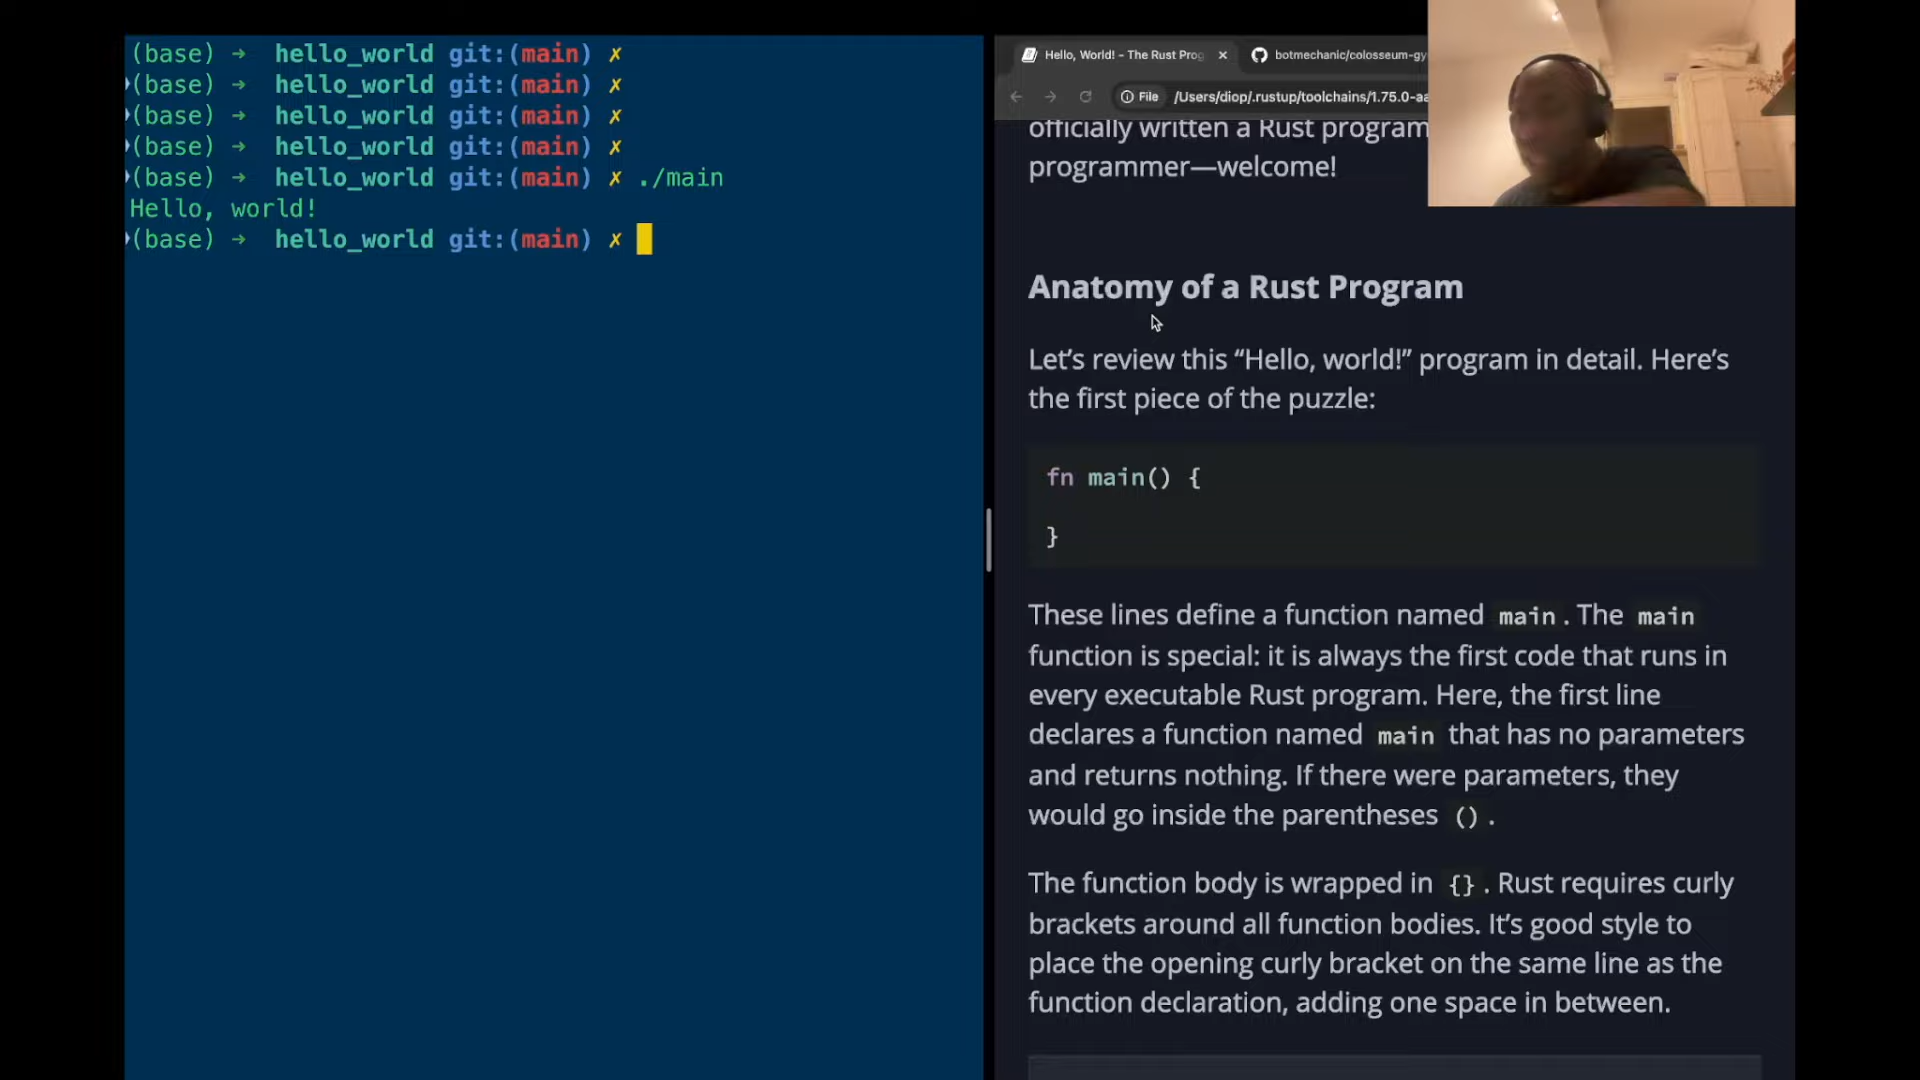 (base) → hello_world git:(main) ✗
(base) → hello_world git:(main) ✗
(base) → hello_world git:(main) ✗
(base) → hello_world git:(main) ✗
(base) → hello_world git:(main) ✗ ./main
Hello, world!
(base) → hello_world git:(main) ✗
Hello, World! - The Rust Prog
botmechanic/colosseum-gy
File /Users/diop/.rustup/toolchains/1.75.0-aa
officially written a Rust program
programmer—welcome!
Anatomy of a Rust Program
Let’s review this “Hello, world!” program in detail. Here’s
the first piece of the puzzle:
fn main() {
}
These lines define a function named main. The main
function is special: it is always the first code that runs in
every executable Rust program. Here, the first line
declares a function named main that has no parameters
and returns nothing. If there were parameters, they
would go inside the parentheses ().
The function body is wrapped in {}. Rust requires curly
brackets around all function bodies. It’s good style to
place the opening curly bracket on the same line as the
function declaration, adding one space in between.